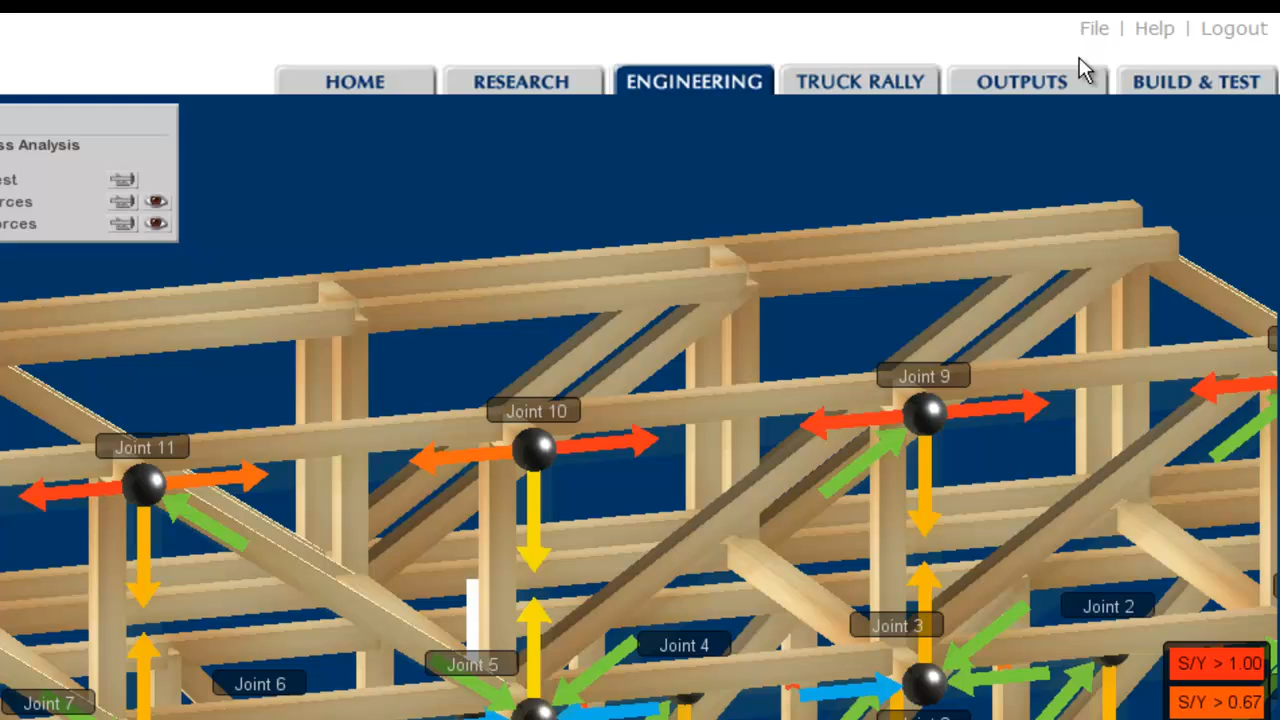 File | Help | Logout
HOME RESEARCH ENGINEERING TRUCK RALLY OUTPUTS BUILD & TEST
ss Analysis
est
rces
orces
Joint 9
Joint 10
Joint 11
Joint 2
Joint 3
Joint 4
Joint 5
Joint 6
Joint 7
S/Y > 1.00
S/Y > 0.67